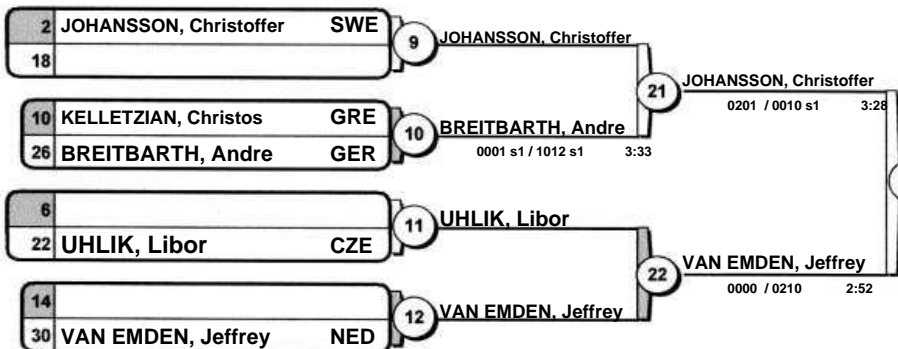 2 JOHANSSON, Christoffer SWE
18
9
JOHANSSON, Christoffer
10 KELLETZIAN, Christos GRE
26 BREITBARTH, Andre GER
10
BREITBARTH, Andre
0001 s1 / 1012 s1 3:33
21
JOHANSSON, Christoffer
0201 / 0010 s1 3:28
6
22 UHLIK, Libor CZE
11
UHLIK, Libor
14
30 VAN EMDEN, Jeffrey NED
12
VAN EMDEN, Jeffrey
22
VAN EMDEN, Jeffrey
0000 / 0210 2:52